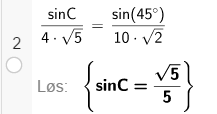 sinC / (4 · √5) = sin(45°) / (10 · √2)
2
Løs: {sinC = √5 / 5}